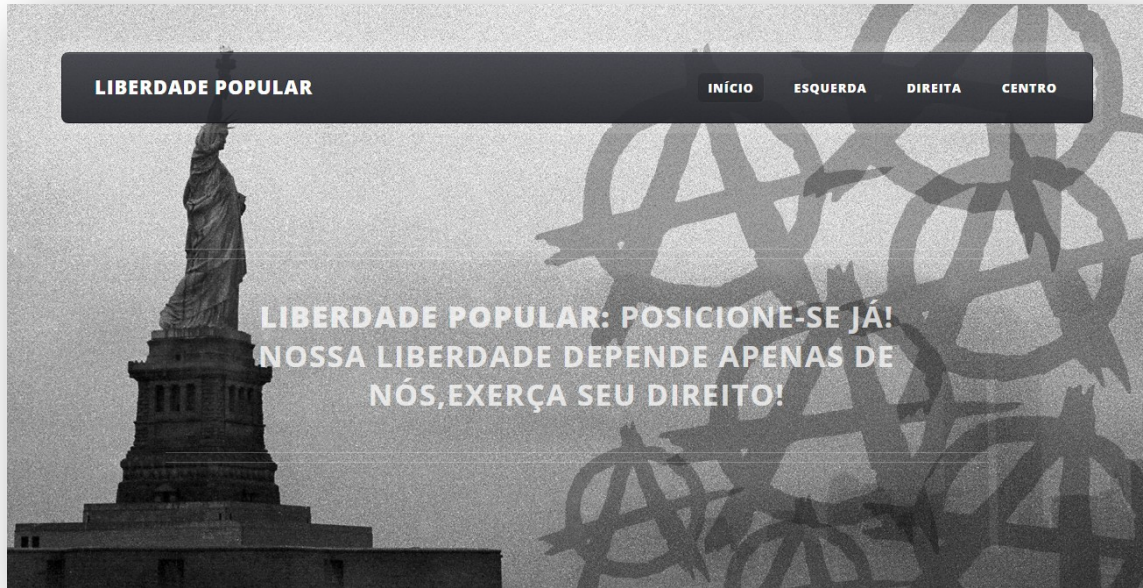 LIBERDADE POPULAR
INÍCIO ESQUERDA DIREITA CENTRO
LIBERDADE POPULAR: POSICIONE-SE JÁ!
NOSSA LIBERDADE DEPENDE APENAS DE
NÓS,EXERÇA SEU DIREITO!